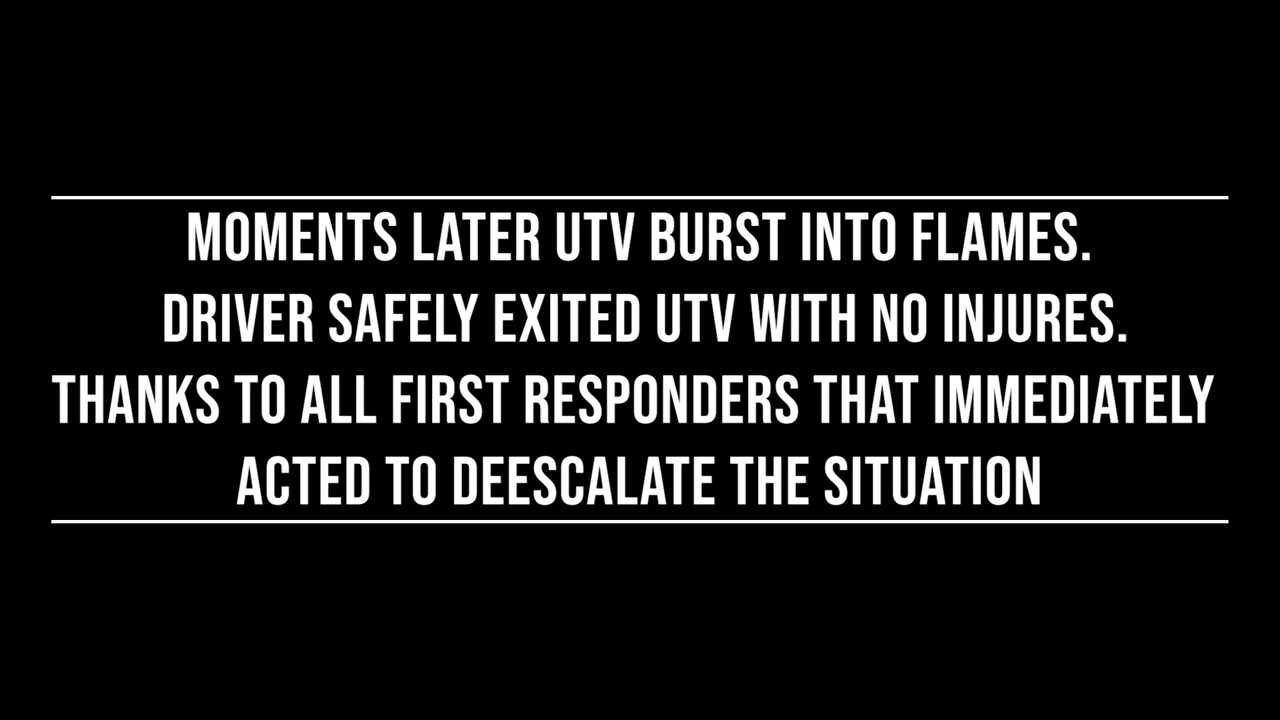 MOMENTS LATER UTV BURST INTO FLAMES.
DRIVER SAFELY EXITED UTV WITH NO INJURES.
THANKS TO ALL FIRST RESPONDERS THAT IMMEDIATELY
ACTED TO DEESCALATE THE SITUATION